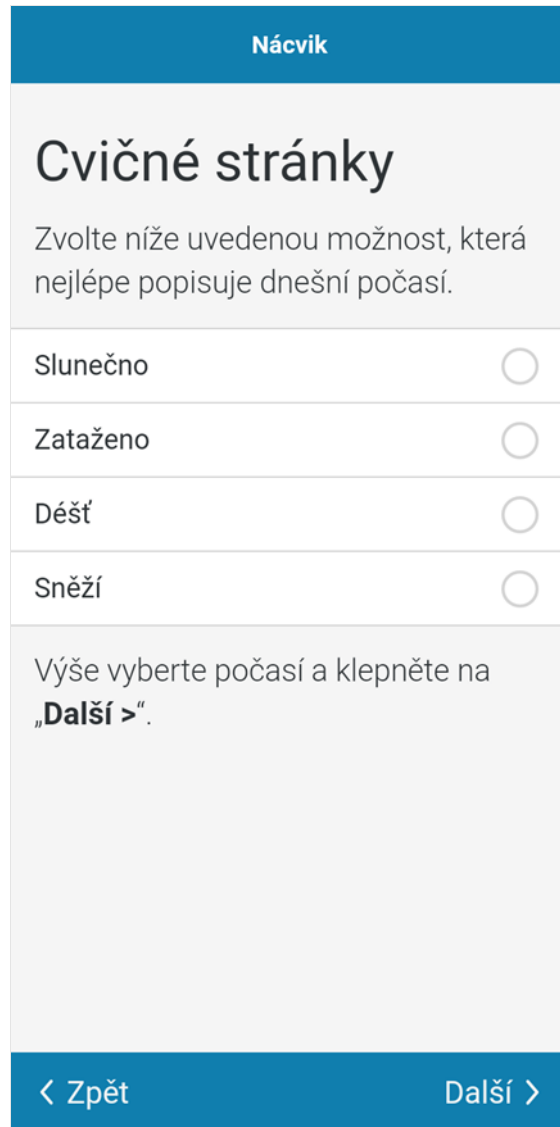 Nácvik
Cvičné stránky
Zvolte níže uvedenou možnost, která
nejlépe popisuje dnešní počasí.
Slunečno
Zataženo
Déšť
Sněží
Výše vyberte počasí a klepněte na
„Další >“.
< Zpět
Další >